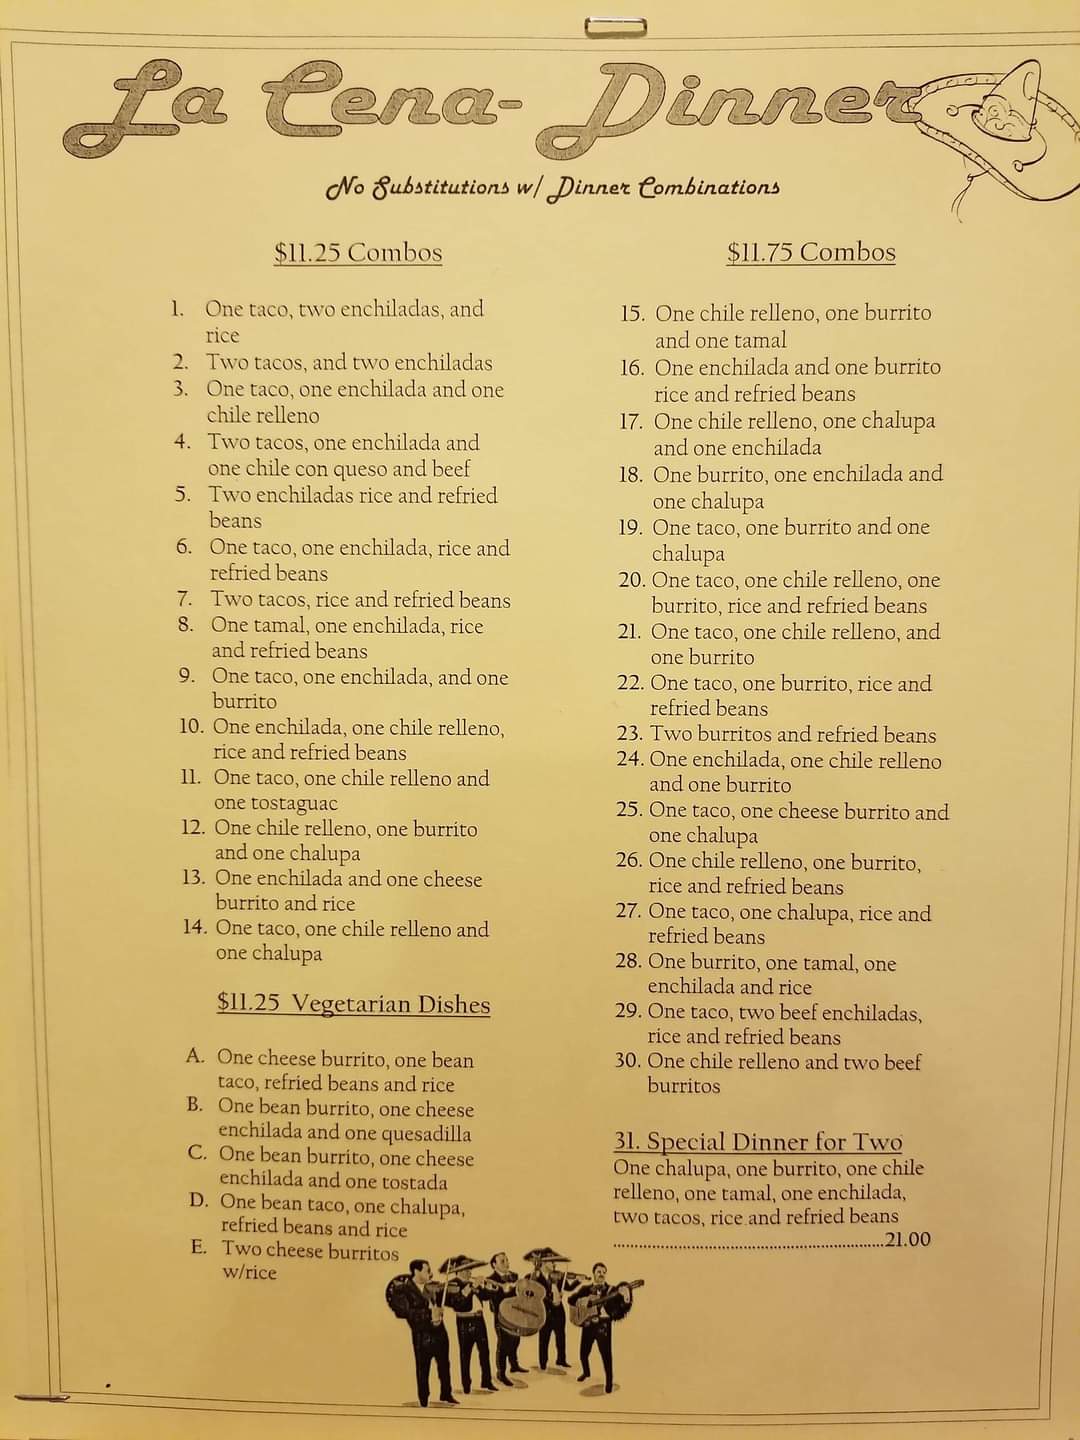 La Cena- Dinner
No Substitutions w/ Dinner Combinations
$11.25 Combos
1. One taco, two enchiladas, and
rice
2. Two tacos, and two enchiladas
3. One taco, one enchilada and one
chile relleno
4. Two tacos, one enchilada and
one chile con queso and beef
5. Two enchiladas rice and refried
beans
6. One taco, one enchilada, rice and
refried beans
7. Two tacos, rice and refried beans
8. One tamal, one enchilada, rice
and refried beans
9. One taco, one enchilada, and one
burrito
10. One enchilada, one chile relleno,
rice and refried beans
11. One taco, one chile relleno and
one tostaguac
12. One chile relleno, one burrito
and one chalupa
13. One enchilada and one cheese
burrito and rice
14. One taco, one chile relleno and
one chalupa
$11.25 Vegetarian Dishes
A. One cheese burrito, one bean
taco, refried beans and rice
B. One bean burrito, one cheese
enchilada and one quesadilla
C. One bean burrito, one cheese
enchilada and one tostada
D. One bean taco, one chalupa,
refried beans and rice
E. Two cheese burritos
w/rice
$11.75 Combos
15. One chile relleno, one burrito
and one tamal
16. One enchilada and one burrito
rice and refried beans
17. One chile relleno, one chalupa
and one enchilada
18. One burrito, one enchilada and
one chalupa
19. One taco, one burrito and one
chalupa
20. One taco, one chile relleno, one
burrito, rice and refried beans
21. One taco, one chile relleno, and
one burrito
22. One taco, one burrito, rice and
refried beans
23. Two burritos and refried beans
24. One enchilada, one chile relleno
and one burrito
25. One taco, one cheese burrito and
one chalupa
26. One chile relleno, one burrito,
rice and refried beans
27. One taco, one chalupa, rice and
refried beans
28. One burrito, one tamal, one
enchilada and rice
29. One taco, two beef enchiladas,
rice and refried beans
30. One chile relleno and two beef
burritos
31. Special Dinner for Two
One chalupa, one burrito, one chile
relleno, one tamal, one enchilada,
two tacos, rice and refried beans
........................................................21.00